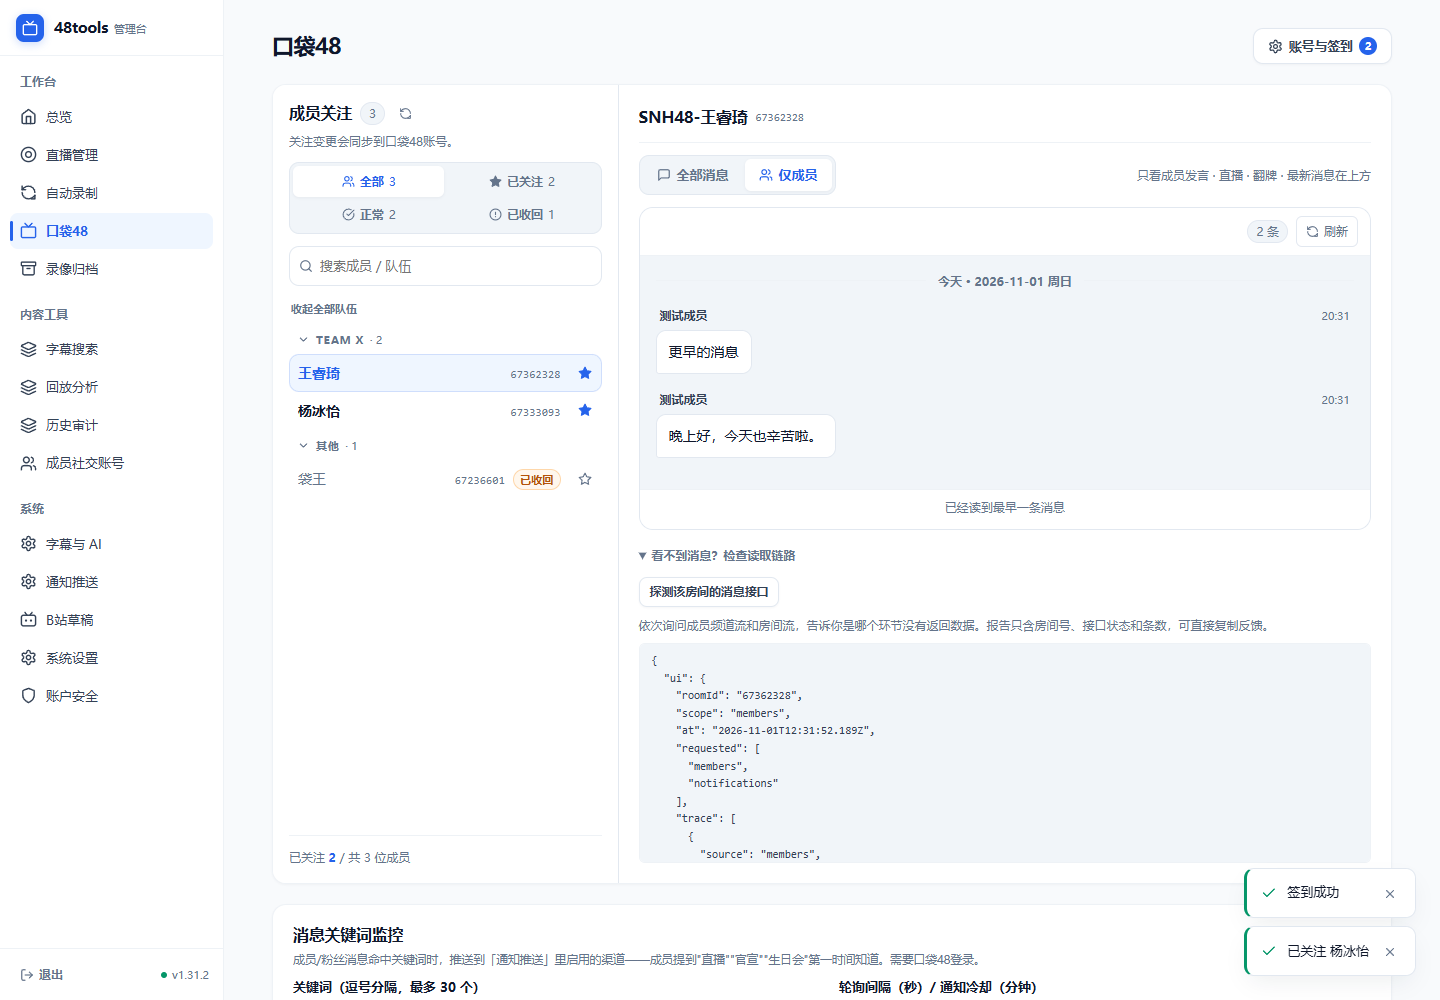 48tools 管理台
工作台
总览
直播管理
自动录制
口袋48
录像归档
内容工具
字幕搜索
回放分析
历史审计
成员社交账号
系统
字幕与 AI
通知推送
B站草稿
系统设置
账户安全
退出
v1.31.2
口袋48
账号与签到 2
成员关注 3
关注变更会同步到口袋48账号。
全部 3
已关注 2
正常 2
已收回 1
搜索成员 / 队伍
收起全部队伍
TEAM X · 2
王睿琦 67362328
杨冰怡 67333093
其他 · 1
袋王 67236601 已收回
已关注 2 / 共 3 位成员
SNH48-王睿琦 67362328
全部消息
仅成员
只看成员发言 · 直播 · 翻牌 · 最新消息在上方
2 条
刷新
今天 • 2026-11-01 周日
测试成员 20:31
更早的消息
测试成员 20:31
晚上好，今天也辛苦啦。
已经读到最早一条消息
▼ 看不到消息？检查读取链路
探测该房间的消息接口
依次询问成员频道流和房间流，告诉你是哪个环节没有返回数据。报告只含房间号、接口状态和条数，可直接复制反馈。
{
"ui": {
"roomId": "67362328",
"scope": "members",
"at": "2026-11-01T12:31:52.189Z",
"requested": [
"members",
"notifications"
],
"trace": [
{
"source": "members",
消息关键词监控
成员/粉丝消息命中关键词时，推送到「通知推送」里启用的渠道——成员提到"直播""官宣""生日会"第一时间知道。需要口袋48登录。
关键词（逗号分隔，最多 30 个）
轮询间隔（秒）/ 通知冷却（分钟）
签到成功
已关注 杨冰怡